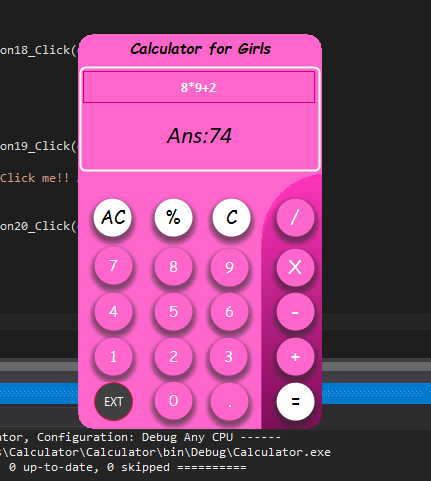 on18_Click(
Calculator for Girls
8*9+2
Ans:74
on19_Click(
Click me!!
AC % C /
on20_Click(
7 8 9 X
4 5 6 -
1 2 3 +
EXT 0 . =
tor, Configuration: Debug Any CPU ------
s\Calculator\Calculator\bin\Debug\Calculator.exe
0 up-to-date, 0 skipped ==========